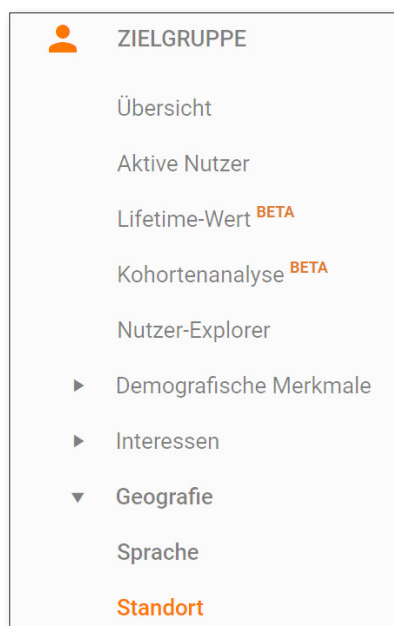 ZIELGRUPPE
Übersicht
Aktive Nutzer
Lifetime-Wert BETA
Kohortenanalyse BETA
Nutzer-Explorer
Demografische Merkmale
Interessen
Geografie
Sprache
Standort